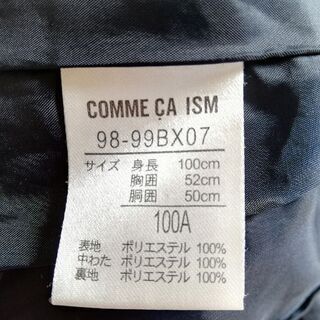 COMME ÇA ISM
98-99BX07
サイズ 身長 100cm
胸囲 52cm
胴囲 50cm
100A
表地 ポリエステル 100%
中わた ポリエステル 100%
裏地 ポリエステル 100%